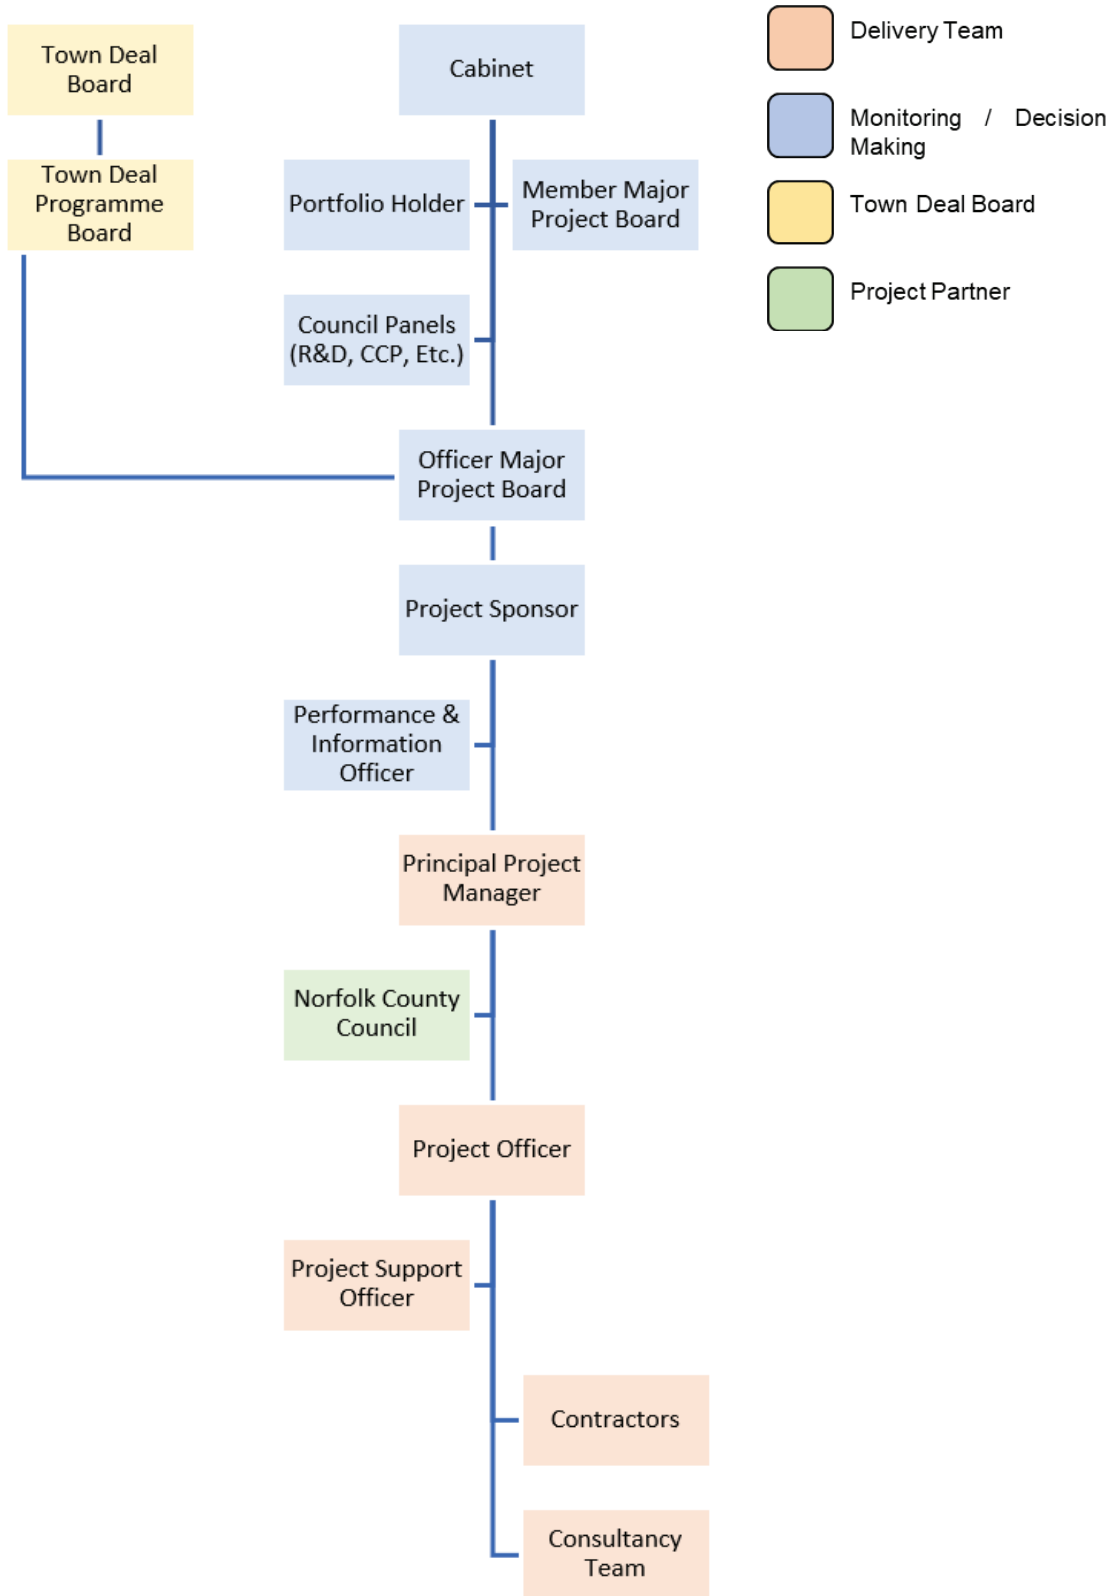 Town Deal
Board
Cabinet
Delivery Team
Monitoring / Decision
Making
Town Deal Board
Project Partner
Town Deal
Programme
Board
Portfolio Holder
Member Major
Project Board
Council Panels
(R&D, CCP, Etc.)
Officer Major
Project Board
Project Sponsor
Performance &
Information
Officer
Principal Project
Manager
Norfolk County
Council
Project Officer
Project Support
Officer
Contractors
Consultancy
Team